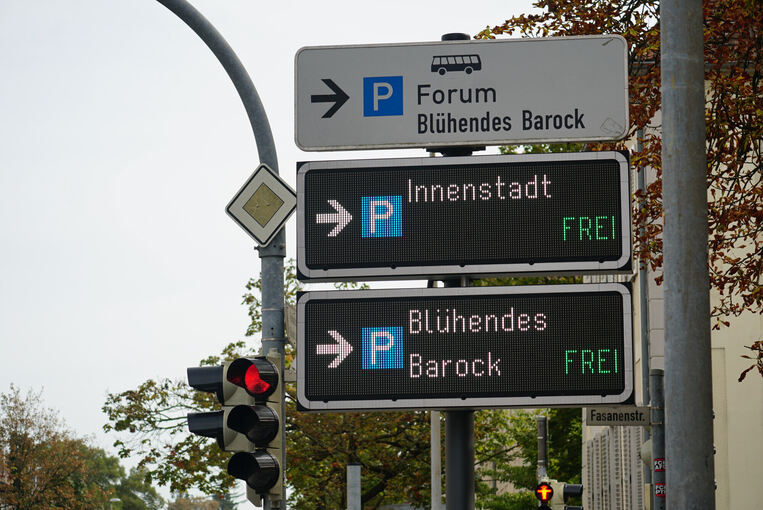 P Forum
Blühendes Barock
Innenstadt
P
FREI
Blühendes
P
Barock
FREI
Fasanenstr.